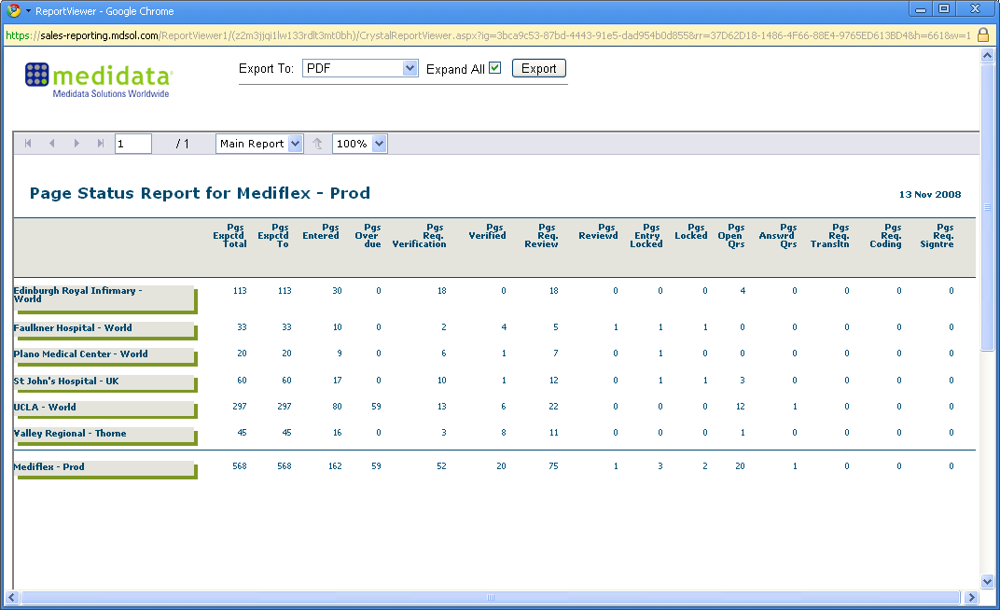 ReportViewer - Google Chrome
https://sales-reporting.mdsol.com/ReportViewer1/(z2m3jjqi1lw133rdlt3mt0bh)/CrystalReportViewer.aspx?ig=3bca9c53-87bd-4443-91e5-dad954b0d855&rr=37D62D18-1486-4F66-88E4-9765ED613BD4&h=661&w=1
medidata
Medidata Solutions Worldwide
Export To: PDF Expand All Export
1 / 1 Main Report 100%
Page Status Report for Mediflex - Prod
13 Nov 2008
Pgs Pgs Pgs Pgs Pgs Pgs Pgs Pgs Pgs Pgs Pgs Pgs Pgs Pgs Pgs
Expctd Expctd Entered Over Req. Verified Req. Reviewd Entry Locked Open Answrd Req. Req. Req.
Total To due Verification Review Locked Qrs Qrs Transltn Coding Signtre
Edinburgh Royal Infirmary - 113 113 30 0 18 0 18 0 0 0 4 0 0 0 0
World
Faulkner Hospital - World 33 33 10 0 2 4 5 1 1 1 0 0 0 0 0
Plano Medical Center - World 20 20 9 0 6 1 7 0 1 0 0 0 0 0 0
St John's Hospital - UK 60 60 17 0 10 1 12 0 1 1 3 0 0 0 0
UCLA - World 297 297 80 59 13 6 22 0 0 0 12 1 0 0 0
Valley Regional - Thorne 45 45 16 0 3 8 11 0 0 0 1 0 0 0 0
Mediflex - Prod 568 568 162 59 52 20 75 1 3 2 20 1 0 0 0